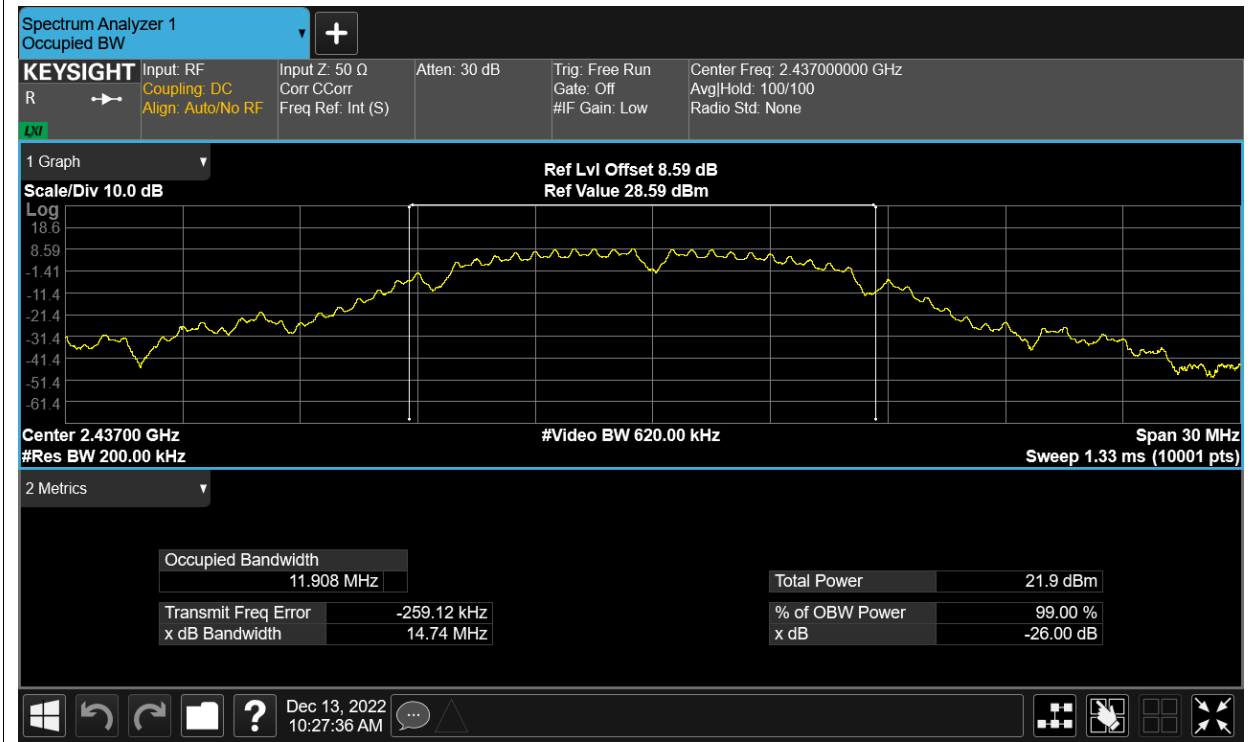 Spectrum Analyzer 1
Occupied BW
KEYSIGHT
R
LXI
Input: RF
Coupling: DC
Align: Auto/No RF
Input Z: 50 Ω
Corr CCorr
Freq Ref: Int (S)
Atten: 30 dB
Trig: Free Run
Gate: Off
#IF Gain: Low
Center Freq: 2.437000000 GHz
Avg|Hold: 100/100
Radio Std: None
1 Graph
Scale/Div 10.0 dB
Ref Lvl Offset 8.59 dB
Ref Value 28.59 dBm
Log
18.6
8.59
-1.41
-11.4
-21.4
-31.4
-41.4
-51.4
-61.4
Center 2.43700 GHz
#Video BW 620.00 kHz
Span 30 MHz
#Res BW 200.00 kHz
Sweep 1.33 ms (10001 pts)
2 Metrics
Occupied Bandwidth
11.908 MHz
Total Power 21.9 dBm
Transmit Freq Error -259.12 kHz
% of OBW Power 99.00 %
x dB Bandwidth 14.74 MHz
x dB -26.00 dB
?
Dec 13, 2022
10:27:36 AM